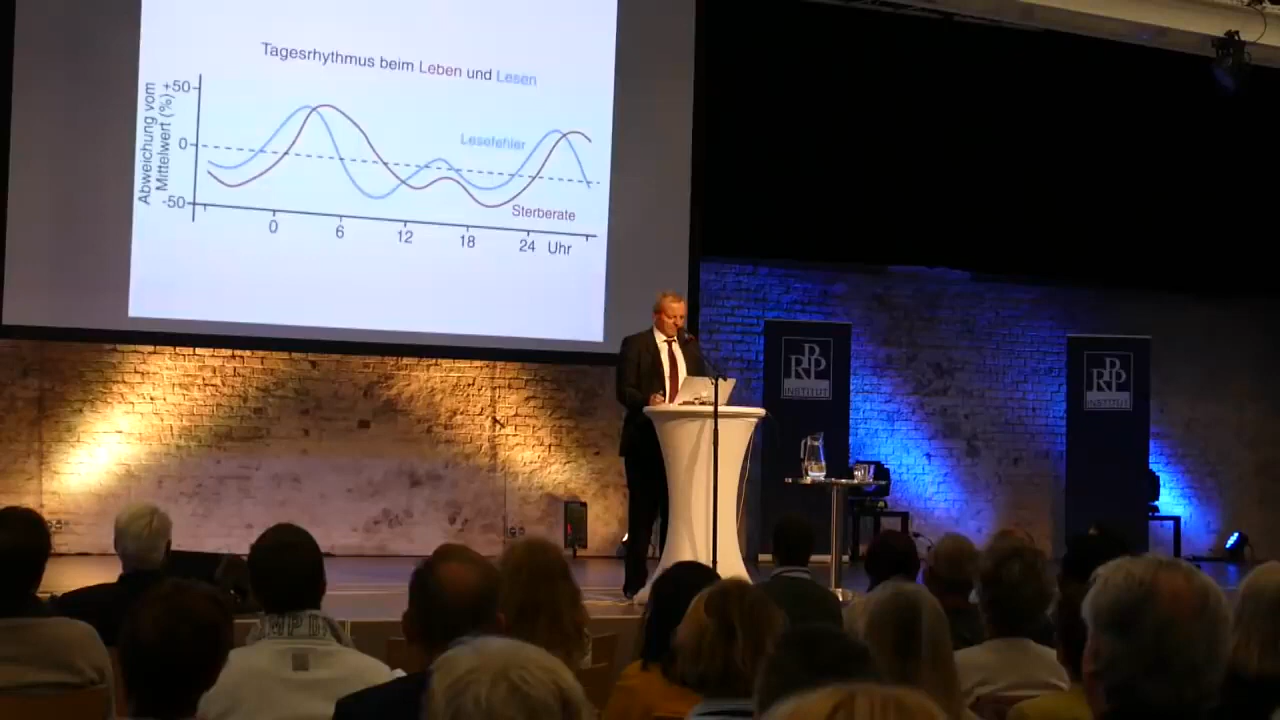 Tagesrhythmus beim Leben und Lesen
Abweichung vom
Mittelwert (%)
+50
0
-50
Lesefehler
Sterberate
0 6 12 18 24 Uhr
RPP
INSTITUT
RPP
INSTITUT